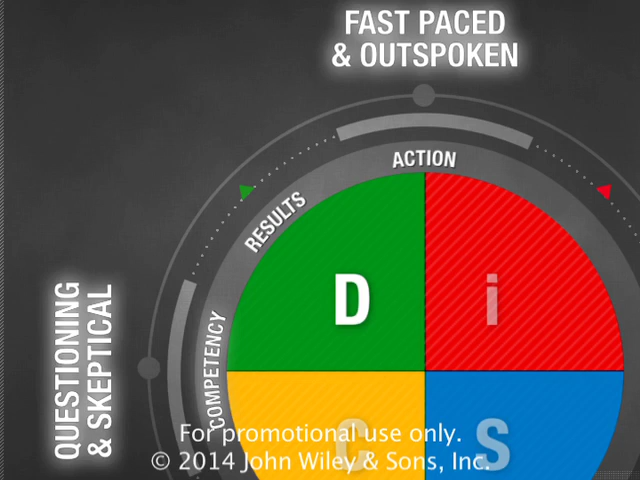 FAST PACED
& OUTSPOKEN
ACTION
RESULTS
COMPETENCY
QUESTIONING
& SKEPTICAL
D
i
C
S
For promotional use only.
© 2014 John Wiley & Sons, Inc.